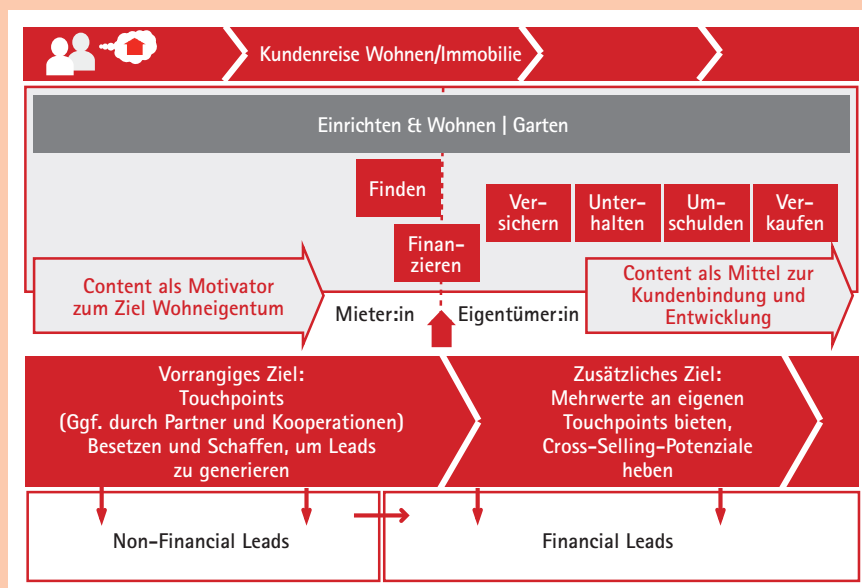 Kundenreise Wohnen/Immobilie
Einrichten & Wohnen | Garten
Finden
Finan-
zieren
Ver-
sichern
Unter-
halten
Um-
schulden
Ver-
kaufen
Content als Motivator
zum Ziel Wohneigentum
Content als Mittel zur
Kundenbindung und
Entwicklung
Mieter:in
Eigentümer:in
Vorrangiges Ziel:
Touchpoints
(Ggf. durch Partner und Kooperationen)
Besetzen und Schaffen, um Leads
zu generieren
Zusätzliches Ziel:
Mehrwerte an eigenen
Touchpoints bieten,
Cross-Selling-Potenziale
heben
Non-Financial Leads
Financial Leads